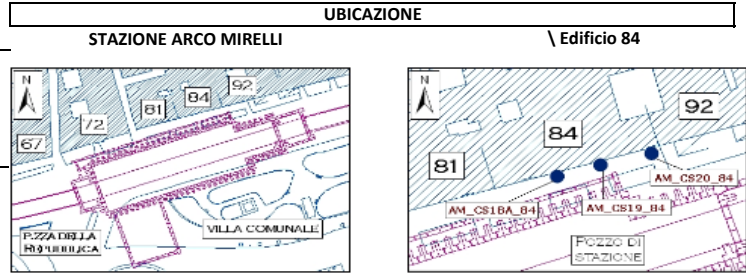 UBICAZIONE
STAZIONE ARCO MIRELLI
\ Edificio 84
N
67
72
81
84
92
P.ZZA DELLA
REPUBBLICA
VILLA COMUNALE
N
81
84
92
AM_CS18A_84
AM_CS19_84
AM_CS20_84
POZZO DI
STAZIONE